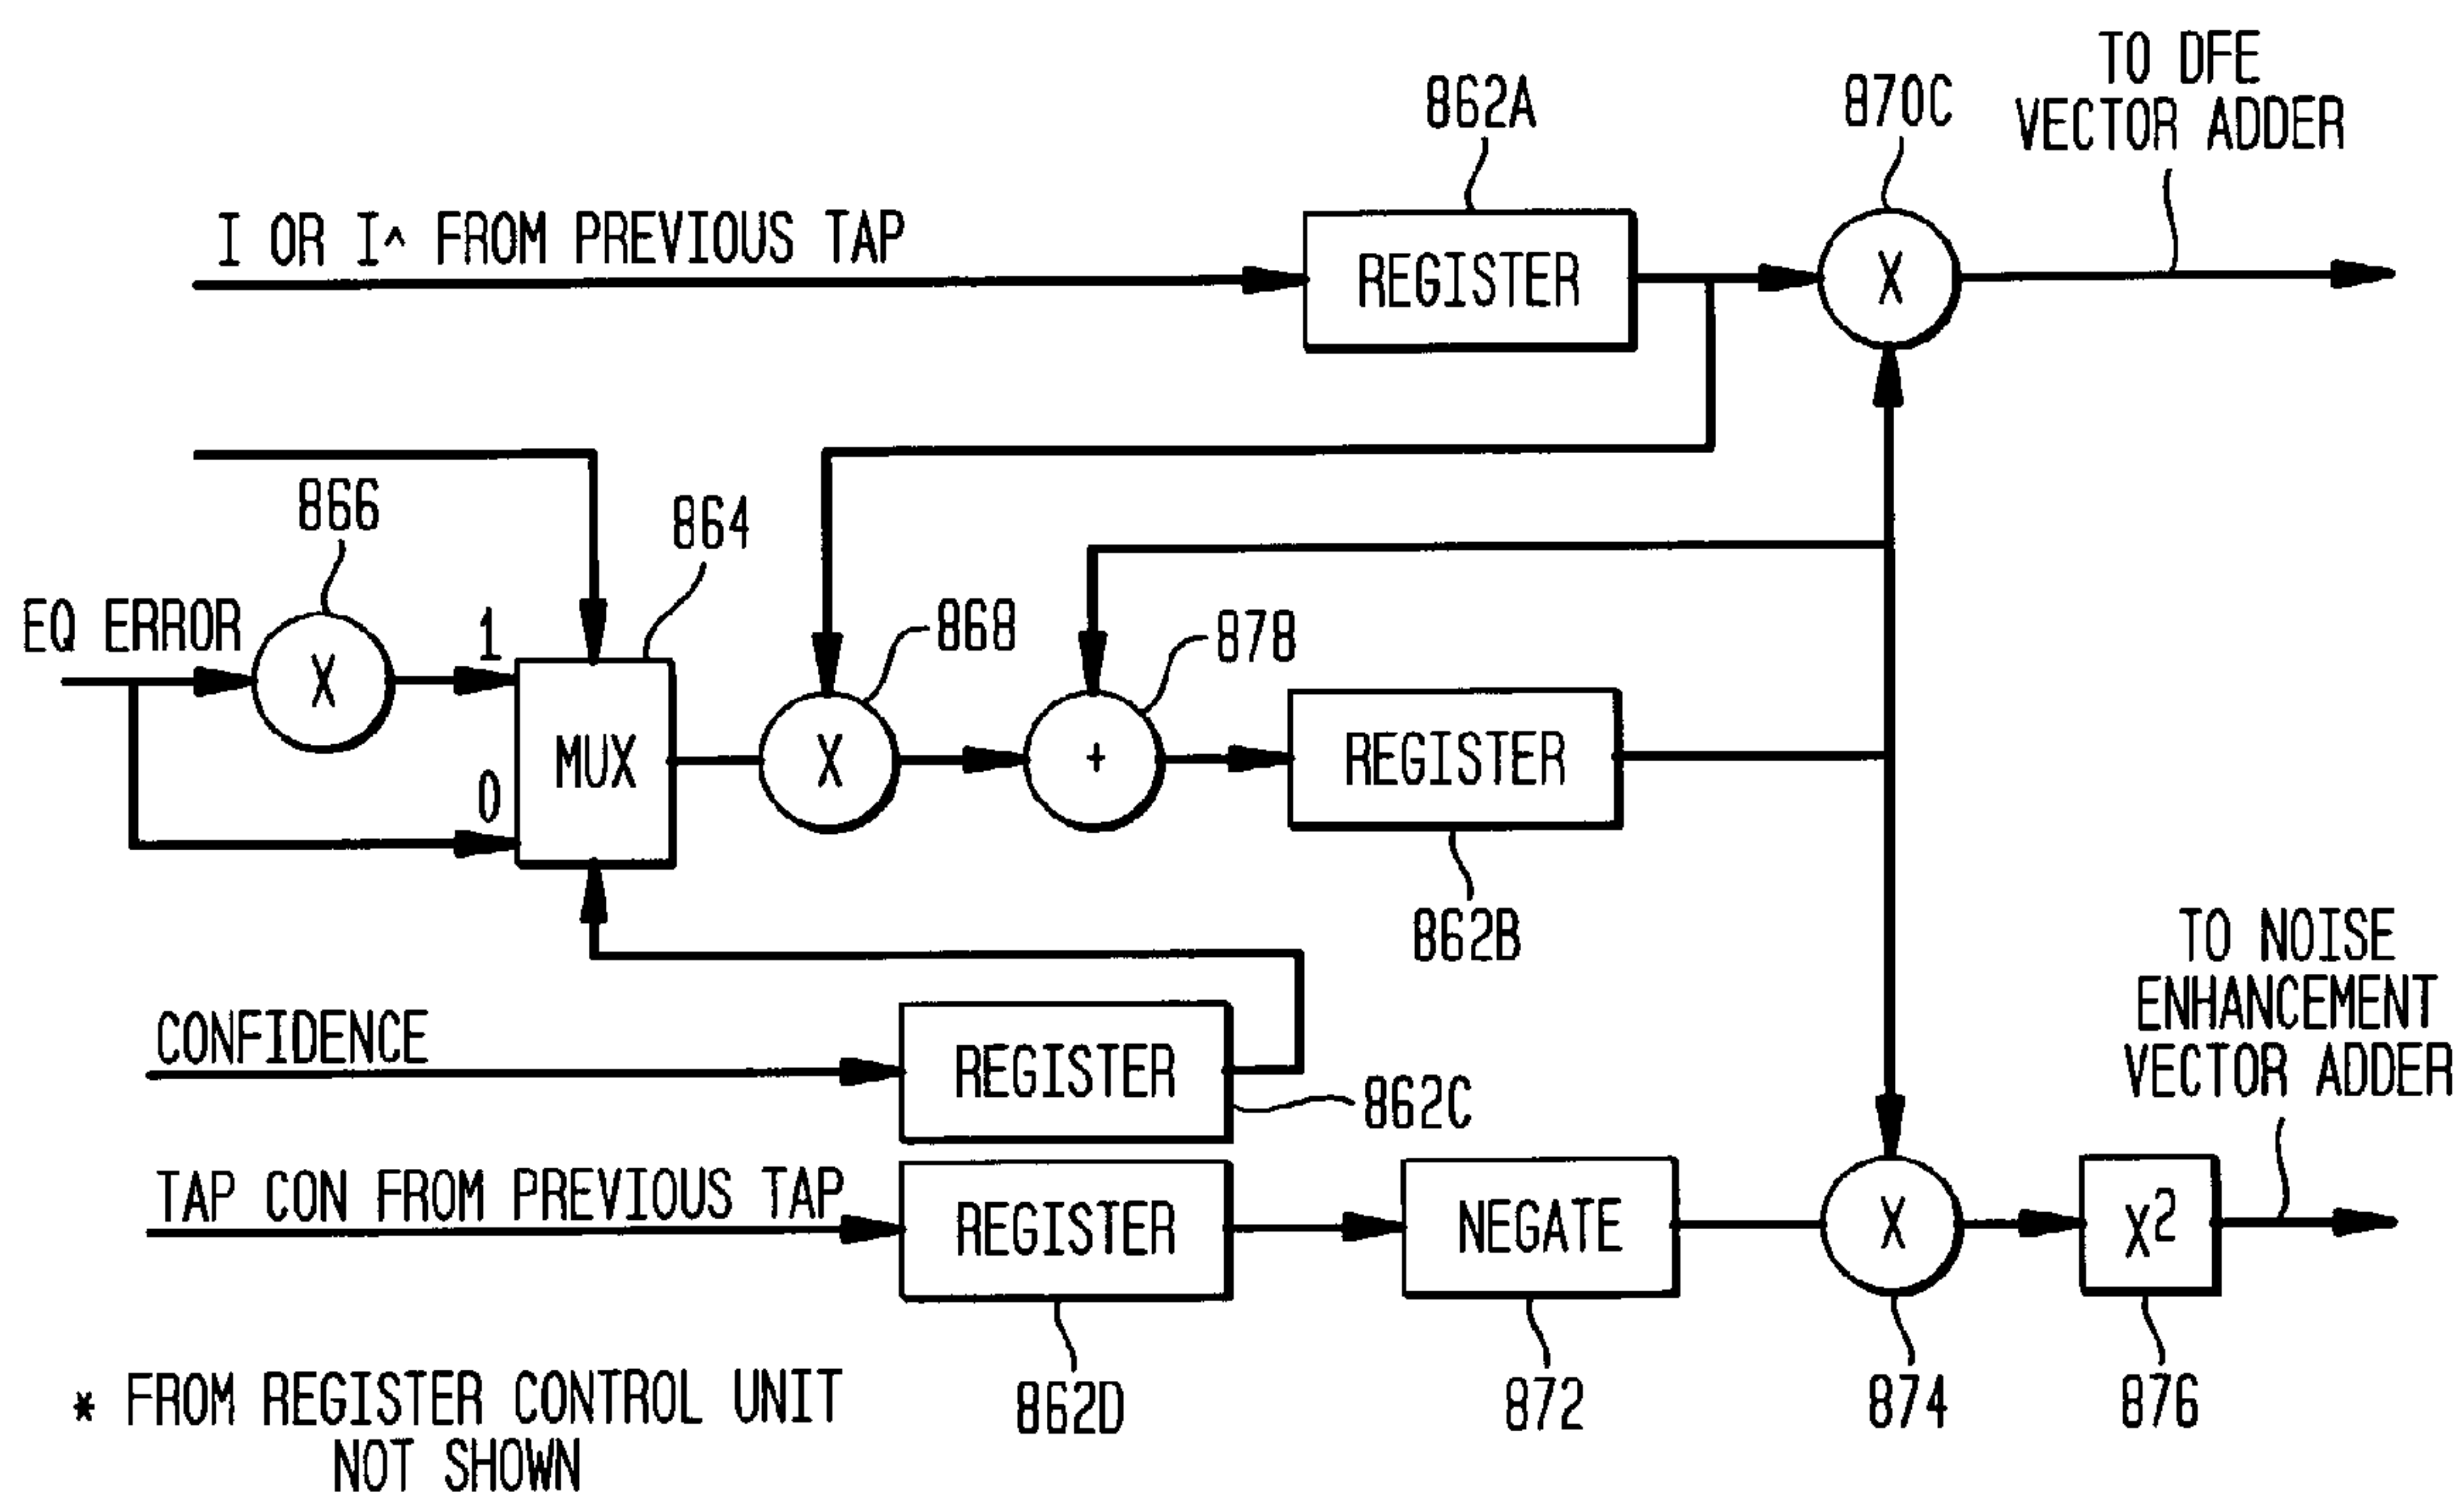 TO DFE
VECTOR ADDER
862A
870C
I OR I^ FROM PREVIOUS TAP
REGISTER
X
866
864
EQ ERROR
X
1
0
MUX
868
X
878
+
REGISTER
862B
TO NOISE
ENHANCEMENT
VECTOR ADDER
CONFIDENCE
REGISTER
862C
TAP CON FROM PREVIOUS TAP
REGISTER
NEGATE
X
X2
862D
872
874
876
* FROM REGISTER CONTROL UNIT
NOT SHOWN